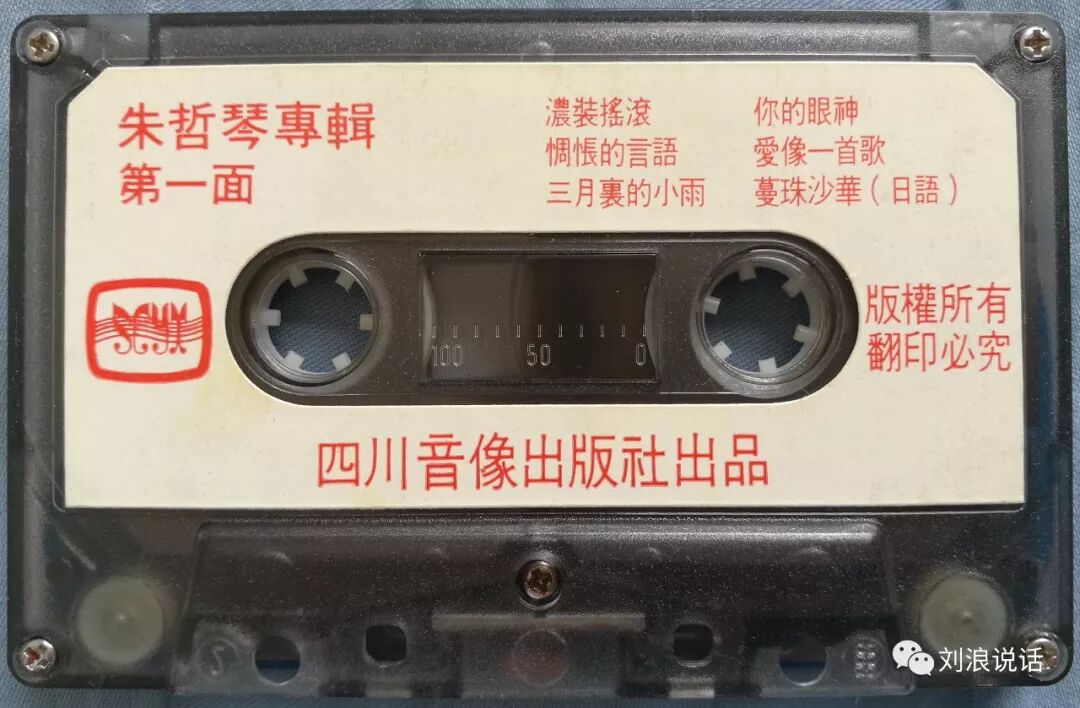 朱哲琴專輯
第一面
濃裝搖滾
惆悵的言語
三月裏的小雨
你的眼神
愛像一首歌
蔓珠沙華（日語）
版權所有
翻印必究
100 50 0
四川音像出版社出品
2
刘浪说话